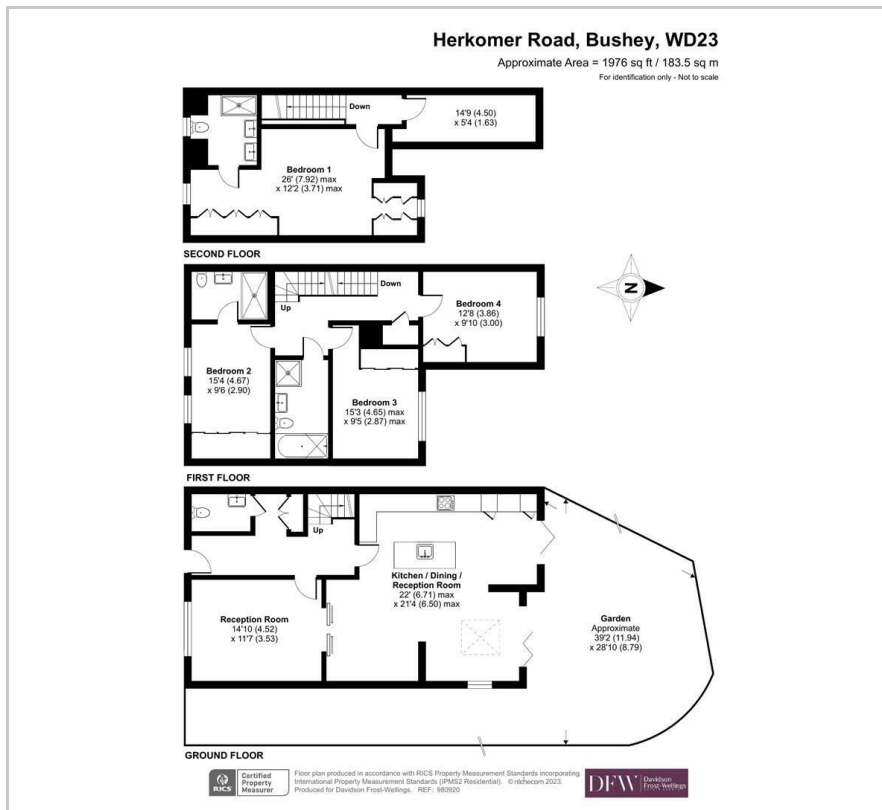 Herkomer Road, Bushey, WD23
Approximate Area = 1976 sq ft / 183.5 sq m
For identification only - Not to scale
Down
14'9 (4.50)
x 5'4 (1.63)
Bedroom 1
26' (7.92) max
x 12'2 (3.71) max
SECOND FLOOR
Down
Up
Bedroom 4
12'8 (3.86)
x 9'10 (3.00)
N
Bedroom 2
15'4 (4.67)
x 9'6 (2.90)
Bedroom 3
15'3 (4.65) max
x 9'5 (2.87) max
FIRST FLOOR
Up
Kitchen / Dining /
Reception Room
22' (6.71) max
x 21'4 (6.50) max
Reception Room
14'10 (4.52)
x 11'7 (3.53)
Garden
Approximate
39'2 (11.94)
x 28'10 (8.79)
GROUND FLOOR
RICS
Certified
Property
Measurer
Floor plan produced in accordance with RICS Property Measurement Standards incorporating
International Property Measurement Standards (IPMS2 Residential). © nichecom 2023.
Produced for Davidson Frost-Wellings. REF: 980920
DFW
Davidson
Frost-Wellings